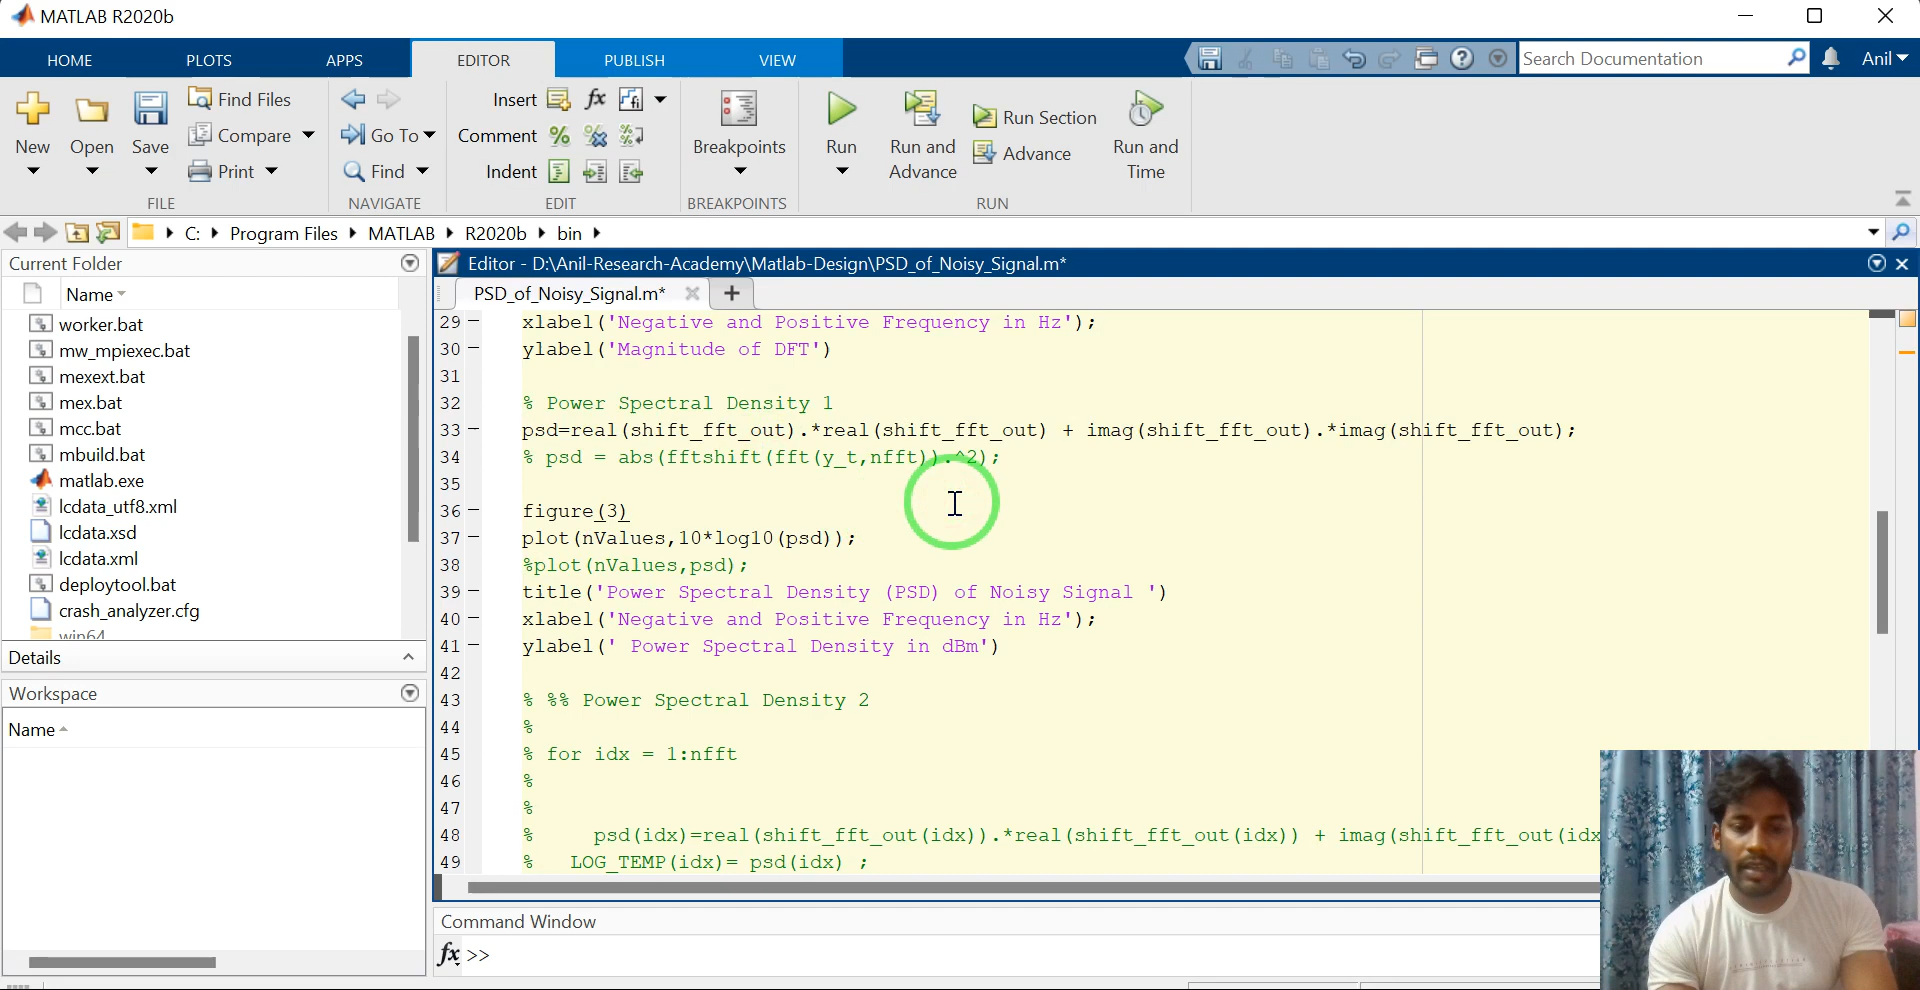 MATLAB R2020b
HOME PLOTS APPS EDITOR PUBLISH VIEW Search Documentation Anil
New Open Save Find Files Compare Print
FILE
Go To Find
NAVIGATE
Insert fx
Comment
Indent
EDIT
Breakpoints
BREAKPOINTS
Run Run and Advance Run Section Advance Run and Time
RUN
C: Program Files MATLAB R2020b bin
Current Folder
Name
worker.bat
mw_mpiexec.bat
mexext.bat
mex.bat
mcc.bat
mbuild.bat
matlab.exe
lcdata_utf8.xml
lcdata.xsd
lcdata.xml
deploytool.bat
crash_analyzer.cfg
win64
Details
Workspace
Name
Editor - D:\Anil-Research-Academy\Matlab-Design\PSD_of_Noisy_Signal.m*
PSD_of_Noisy_Signal.m*
29 xlabel('Negative and Positive Frequency in Hz');
30 ylabel('Magnitude of DFT')
31
32 % Power Spectral Density 1
33 psd=real(shift_fft_out).*real(shift_fft_out) + imag(shift_fft_out).*imag(shift_fft_out);
34 % psd = abs(fftshift(fft(y_t,nfft)).^2);
35
36 figure(3)
37 plot(nValues,10*log10(psd));
38 %plot(nValues,psd);
39 title('Power Spectral Density (PSD) of Noisy Signal ')
40 xlabel('Negative and Positive Frequency in Hz');
41 ylabel(' Power Spectral Density in dBm')
42
43 % %% Power Spectral Density 2
44 %
45 % for idx = 1:nfft
46 %
47 %
48 % psd(idx)=real(shift_fft_out(idx)).*real(shift_fft_out(idx)) + imag(shift_fft_out(idx
49 % LOG_TEMP(idx)= psd(idx) ;
Command Window
fx >>